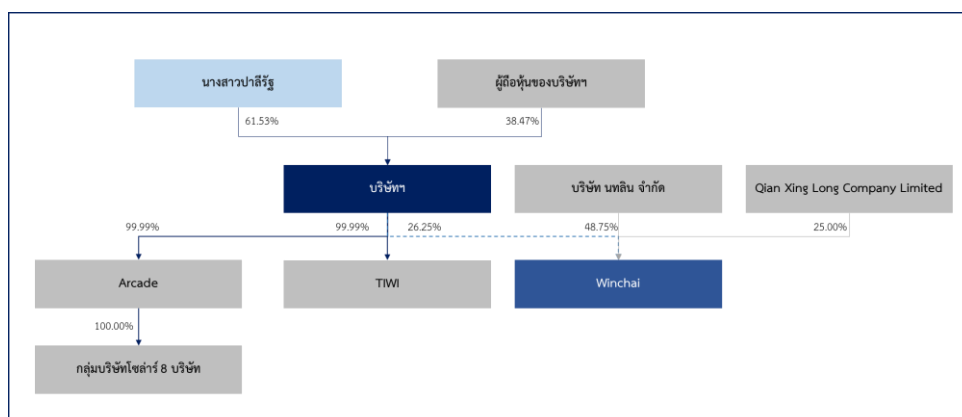 นางสาวปาลีรัฐ
ผู้ถือหุ้นของบริษัทฯ
61.53%
38.47%
บริษัทฯ
บริษัท นทลิน จำกัด
Qian Xing Long Company Limited
99.99%
99.99%
26.25%
48.75%
25.00%
Arcade
TIWI
Winchai
100.00%
กลุ่มบริษัทโซล่าร์ 8 บริษัท